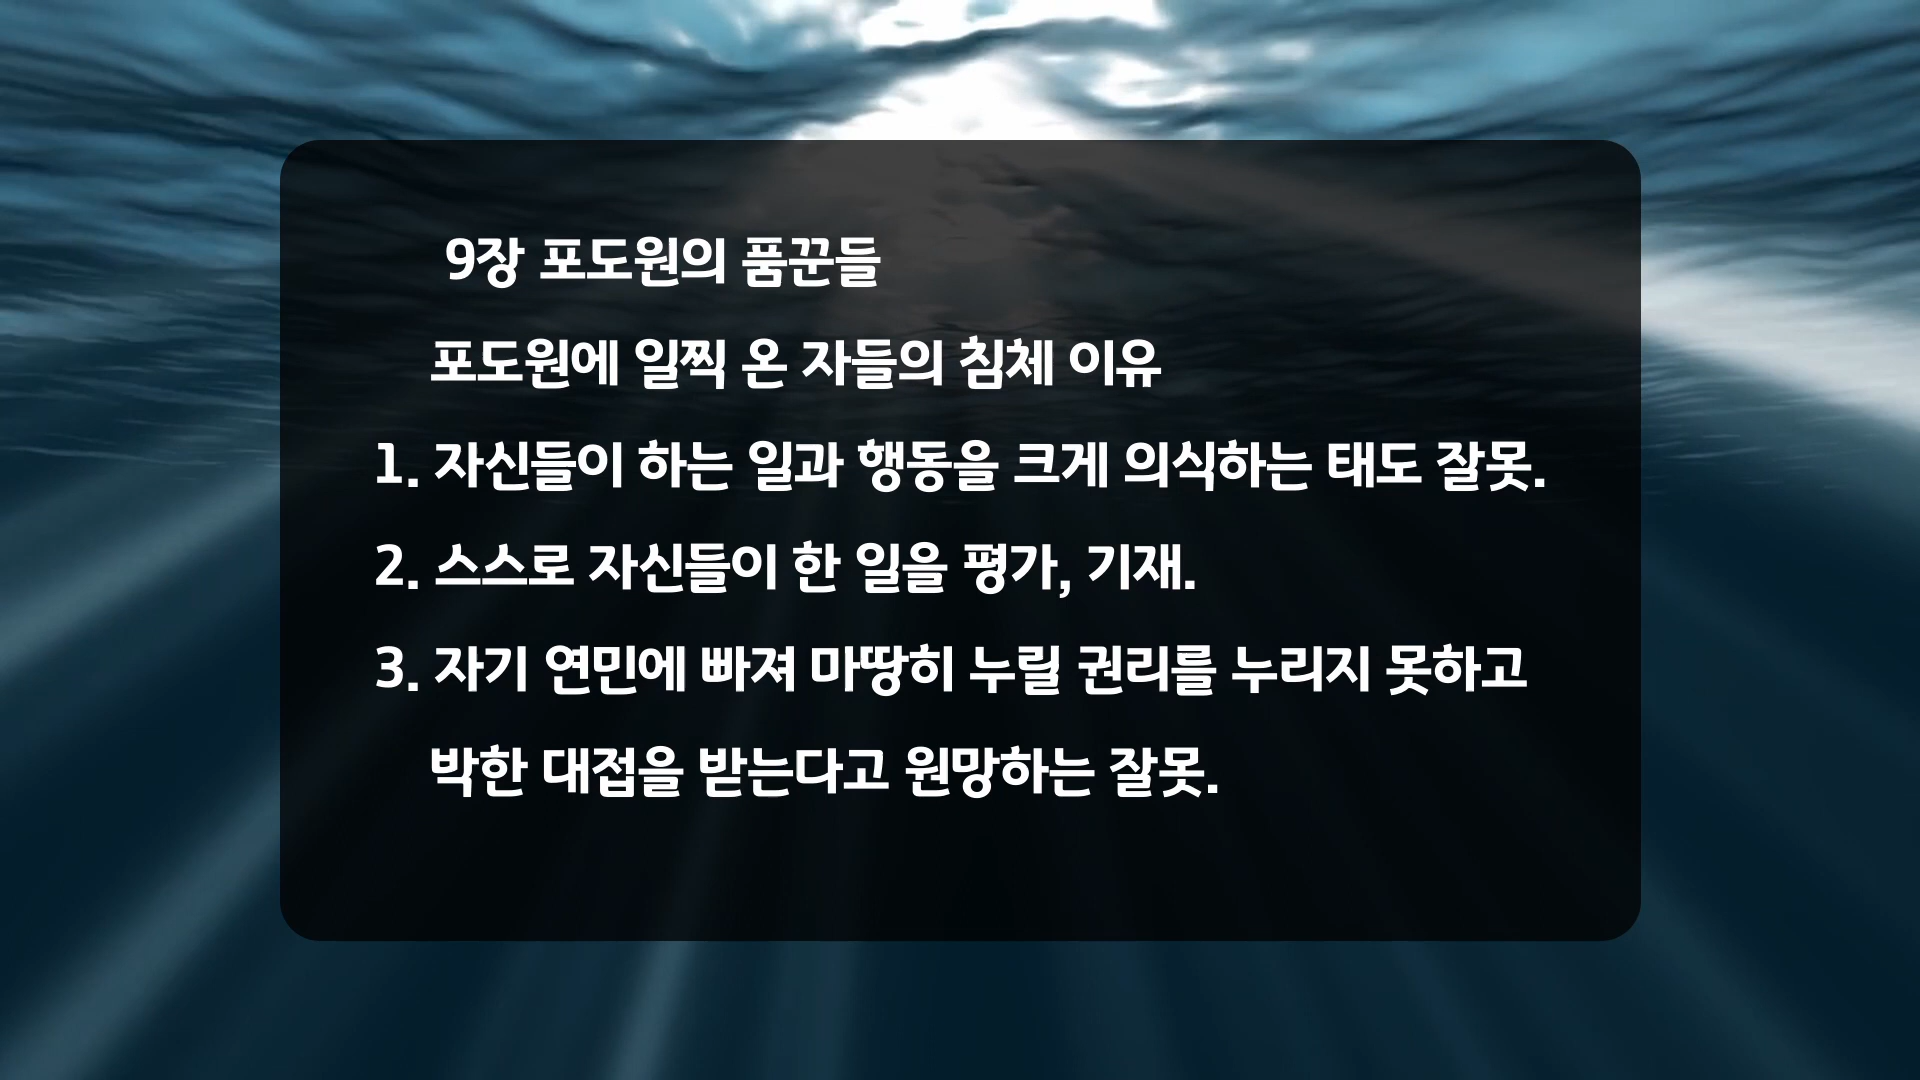 9장 포도원의 품꾼들
포도원에 일찍 온 자들의 침체 이유
1. 자신들이 하는 일과 행동을 크게 의식하는 태도 잘못.
2. 스스로 자신들이 한 일을 평가, 기재.
3. 자기 연민에 빠져 마땅히 누릴 권리를 누리지 못하고
박한 대접을 받는다고 원망하는 잘못.